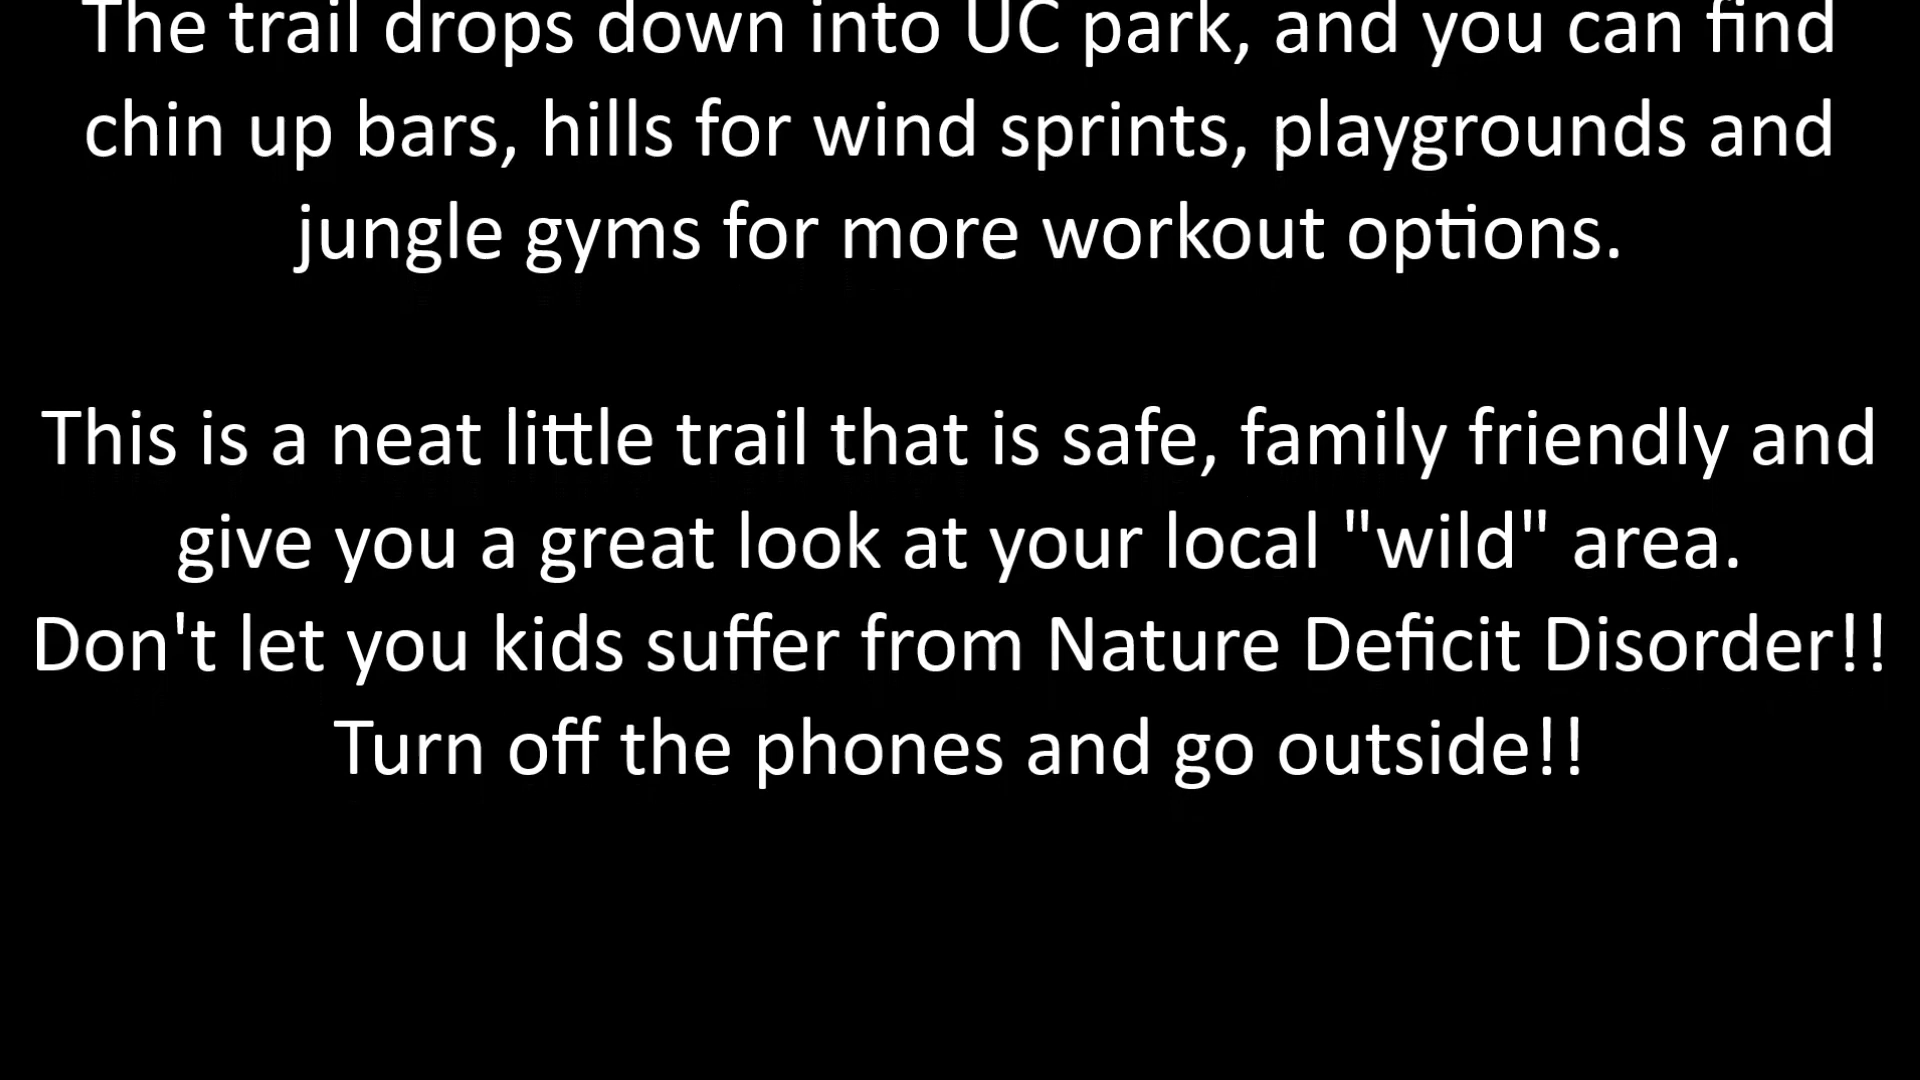 The trail drops down into UC park, and you can find
chin up bars, hills for wind sprints, playgrounds and
jungle gyms for more workout options.
This is a neat little trail that is safe, family friendly and
give you a great look at your local "wild" area.
Don't let you kids suffer from Nature Deficit Disorder!!
Turn off the phones and go outside!!